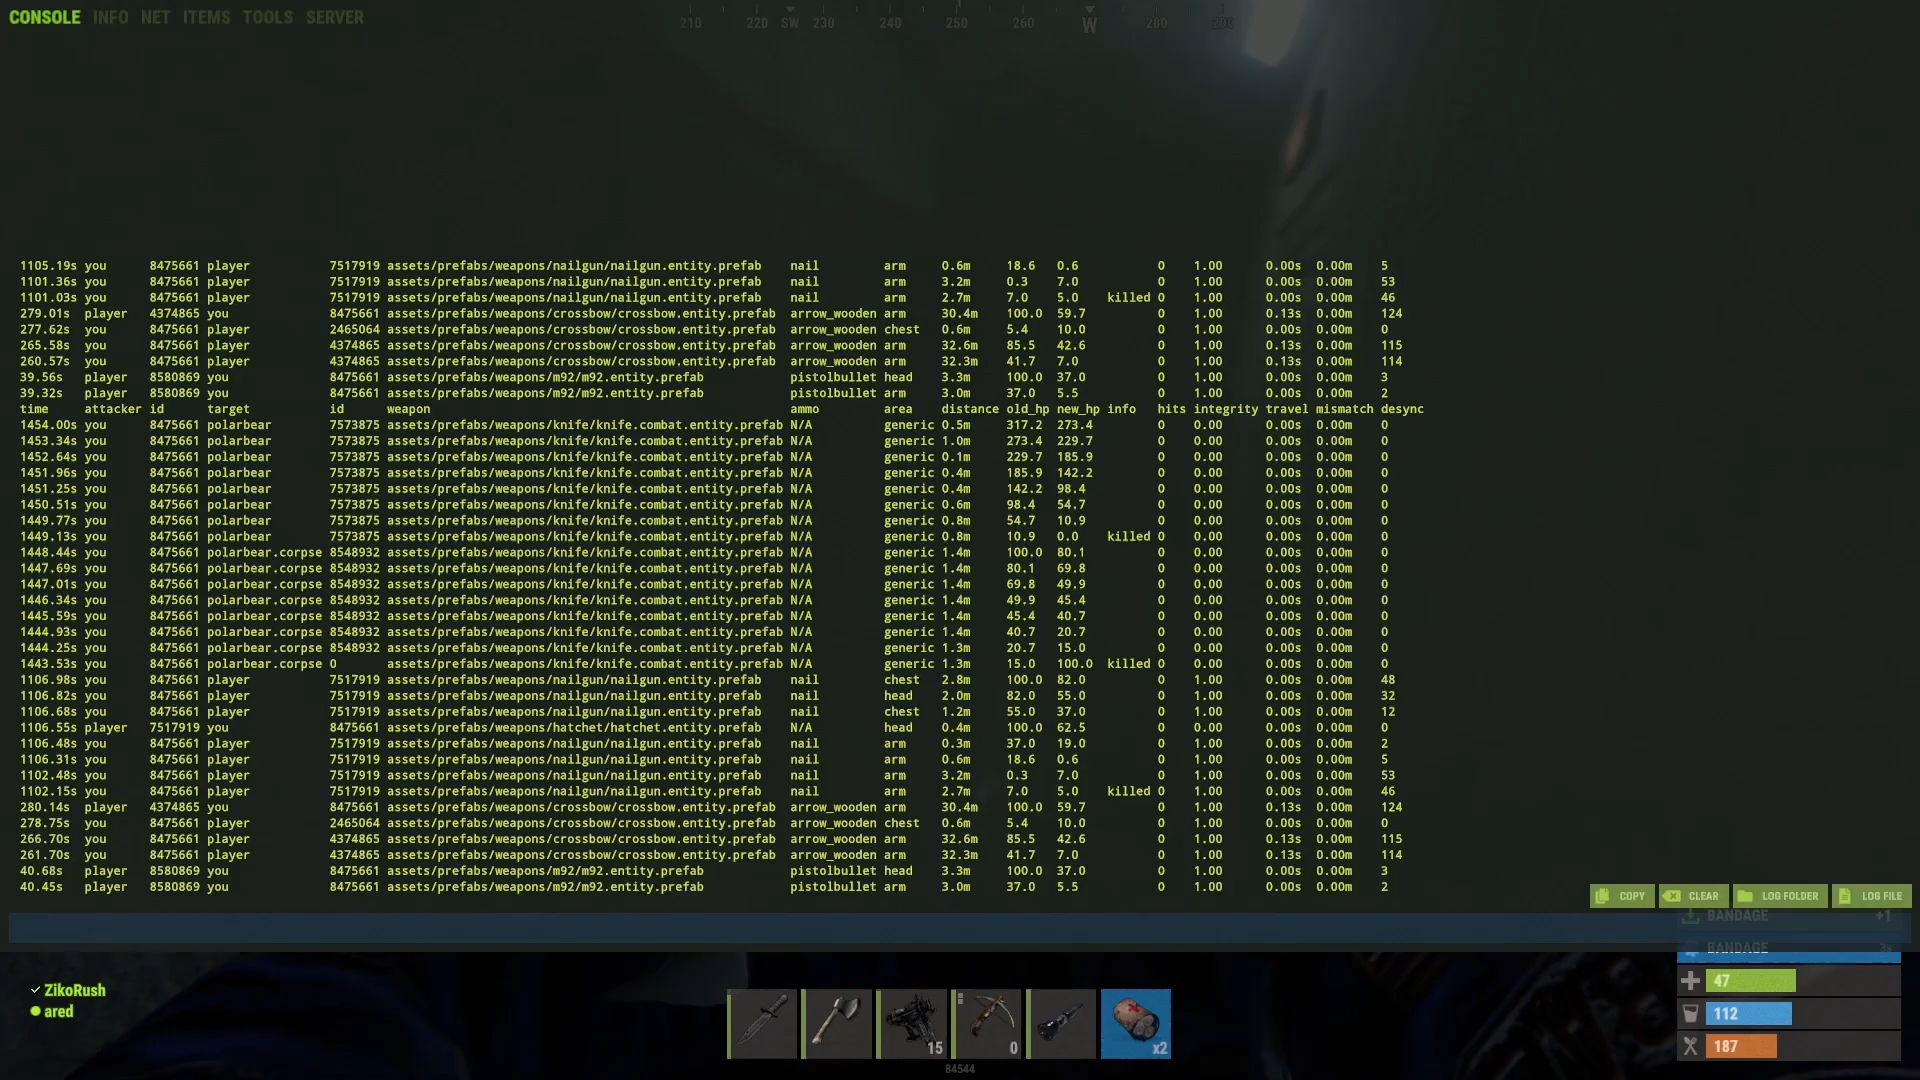 CONSOLE INFO NET ITEMS TOOLS SERVER
210 220 SW 230 240 250 260 W 280 290
1105.19s you 8475661 player 7517919 assets/prefabs/weapons/nailgun/nailgun.entity.prefab nail arm 0.6m 18.6 0.6 0 1.00 0.00s 0.00m 5
1101.36s you 8475661 player 7517919 assets/prefabs/weapons/nailgun/nailgun.entity.prefab nail arm 3.2m 0.3 7.0 0 1.00 0.00s 0.00m 53
1101.03s you 8475661 player 7517919 assets/prefabs/weapons/nailgun/nailgun.entity.prefab nail arm 2.7m 7.0 5.0 killed 0 1.00 0.00s 0.00m 46
279.01s player 4374865 you 8475661 assets/prefabs/weapons/crossbow/crossbow.entity.prefab arrow_wooden arm 30.4m 100.0 59.7 0 1.00 0.13s 0.00m 124
277.62s you 8475661 player 2465064 assets/prefabs/weapons/crossbow/crossbow.entity.prefab arrow_wooden chest 0.6m 5.4 10.0 0 1.00 0.00s 0.00m 0
265.58s you 8475661 player 4374865 assets/prefabs/weapons/crossbow/crossbow.entity.prefab arrow_wooden arm 32.6m 85.5 42.6 0 1.00 0.13s 0.00m 115
260.57s you 8475661 player 4374865 assets/prefabs/weapons/crossbow/crossbow.entity.prefab arrow_wooden arm 32.3m 41.7 7.0 0 1.00 0.13s 0.00m 114
39.56s player 8580869 you 8475661 assets/prefabs/weapons/m92/m92.entity.prefab pistolbullet head 3.3m 100.0 37.0 0 1.00 0.00s 0.00m 3
39.32s player 8580869 you 8475661 assets/prefabs/weapons/m92/m92.entity.prefab pistolbullet arm 3.0m 37.0 5.5 0 1.00 0.00s 0.00m 2
time attacker id target id weapon ammo area distance old_hp new_hp info hits integrity travel mismatch desync
1454.00s you 8475661 polarbear 7573875 assets/prefabs/weapons/knife/knife.combat.entity.prefab N/A generic 0.5m 317.2 273.4 0 0.00 0.00s 0.00m 0
1453.34s you 8475661 polarbear 7573875 assets/prefabs/weapons/knife/knife.combat.entity.prefab N/A generic 1.0m 273.4 229.7 0 0.00 0.00s 0.00m 0
1452.64s you 8475661 polarbear 7573875 assets/prefabs/weapons/knife/knife.combat.entity.prefab N/A generic 0.1m 229.7 185.9 0 0.00 0.00s 0.00m 0
1451.96s you 8475661 polarbear 7573875 assets/prefabs/weapons/knife/knife.combat.entity.prefab N/A generic 0.4m 185.9 142.2 0 0.00 0.00s 0.00m 0
1451.25s you 8475661 polarbear 7573875 assets/prefabs/weapons/knife/knife.combat.entity.prefab N/A generic 0.4m 142.2 98.4 0 0.00 0.00s 0.00m 0
1450.51s you 8475661 polarbear 7573875 assets/prefabs/weapons/knife/knife.combat.entity.prefab N/A generic 0.6m 98.4 54.7 0 0.00 0.00s 0.00m 0
1449.77s you 8475661 polarbear 7573875 assets/prefabs/weapons/knife/knife.combat.entity.prefab N/A generic 0.8m 54.7 10.9 0 0.00 0.00s 0.00m 0
1449.13s you 8475661 polarbear 7573875 assets/prefabs/weapons/knife/knife.combat.entity.prefab N/A generic 0.8m 10.9 0.0 killed 0 0.00 0.00s 0.00m 0
1448.44s you 8475661 polarbear.corpse 8548932 assets/prefabs/weapons/knife/knife.combat.entity.prefab N/A generic 1.4m 100.0 80.1 0 0.00 0.00s 0.00m 0
1447.69s you 8475661 polarbear.corpse 8548932 assets/prefabs/weapons/knife/knife.combat.entity.prefab N/A generic 1.4m 80.1 69.8 0 0.00 0.00s 0.00m 0
1447.01s you 8475661 polarbear.corpse 8548932 assets/prefabs/weapons/knife/knife.combat.entity.prefab N/A generic 1.4m 69.8 49.9 0 0.00 0.00s 0.00m 0
1446.34s you 8475661 polarbear.corpse 8548932 assets/prefabs/weapons/knife/knife.combat.entity.prefab N/A generic 1.4m 49.9 45.4 0 0.00 0.00s 0.00m 0
1445.59s you 8475661 polarbear.corpse 8548932 assets/prefabs/weapons/knife/knife.combat.entity.prefab N/A generic 1.4m 45.4 40.7 0 0.00 0.00s 0.00m 0
1444.93s you 8475661 polarbear.corpse 8548932 assets/prefabs/weapons/knife/knife.combat.entity.prefab N/A generic 1.4m 40.7 20.7 0 0.00 0.00s 0.00m 0
1444.25s you 8475661 polarbear.corpse 8548932 assets/prefabs/weapons/knife/knife.combat.entity.prefab N/A generic 1.3m 20.7 15.0 0 0.00 0.00s 0.00m 0
1443.53s you 8475661 polarbear.corpse 0 assets/prefabs/weapons/knife/knife.combat.entity.prefab N/A generic 1.3m 15.0 100.0 killed 0 0.00 0.00s 0.00m 0
1106.98s you 8475661 player 7517919 assets/prefabs/weapons/nailgun/nailgun.entity.prefab nail chest 2.8m 100.0 82.0 0 1.00 0.00s 0.00m 48
1106.82s you 8475661 player 7517919 assets/prefabs/weapons/nailgun/nailgun.entity.prefab nail head 2.0m 82.0 55.0 0 1.00 0.00s 0.00m 32
1106.68s you 8475661 player 7517919 assets/prefabs/weapons/nailgun/nailgun.entity.prefab nail chest 1.2m 55.0 37.0 0 1.00 0.00s 0.00m 12
1106.55s player 7517919 you 8475661 assets/prefabs/weapons/hatchet/hatchet.entity.prefab N/A head 0.4m 100.0 62.5 0 0.00 0.00s 0.00m 0
1106.48s you 8475661 player 7517919 assets/prefabs/weapons/nailgun/nailgun.entity.prefab nail arm 0.3m 37.0 19.0 0 1.00 0.00s 0.00m 2
1106.31s you 8475661 player 7517919 assets/prefabs/weapons/nailgun/nailgun.entity.prefab nail arm 0.6m 18.6 0.6 0 1.00 0.00s 0.00m 5
1102.48s you 8475661 player 7517919 assets/prefabs/weapons/nailgun/nailgun.entity.prefab nail arm 3.2m 0.3 7.0 0 1.00 0.00s 0.00m 53
1102.15s you 8475661 player 7517919 assets/prefabs/weapons/nailgun/nailgun.entity.prefab nail arm 2.7m 7.0 5.0 killed 0 1.00 0.00s 0.00m 46
280.14s player 4374865 you 8475661 assets/prefabs/weapons/crossbow/crossbow.entity.prefab arrow_wooden arm 30.4m 100.0 59.7 0 1.00 0.13s 0.00m 124
278.75s you 8475661 player 2465064 assets/prefabs/weapons/crossbow/crossbow.entity.prefab arrow_wooden chest 0.6m 5.4 10.0 0 1.00 0.00s 0.00m 0
266.70s you 8475661 player 4374865 assets/prefabs/weapons/crossbow/crossbow.entity.prefab arrow_wooden arm 32.6m 85.5 42.6 0 1.00 0.13s 0.00m 115
261.70s you 8475661 player 4374865 assets/prefabs/weapons/crossbow/crossbow.entity.prefab arrow_wooden arm 32.3m 41.7 7.0 0 1.00 0.13s 0.00m 114
40.68s player 8580869 you 8475661 assets/prefabs/weapons/m92/m92.entity.prefab pistolbullet head 3.3m 100.0 37.0 0 1.00 0.00s 0.00m 3
40.45s player 8580869 you 8475661 assets/prefabs/weapons/m92/m92.entity.prefab pistolbullet arm 3.0m 37.0 5.5 0 1.00 0.00s 0.00m 2
COPY CLEAR LOG FOLDER LOG FILE
BANDAGE +1
BANDAGE
ZikoRush
ared
47
112
187
15 0 x2
84544